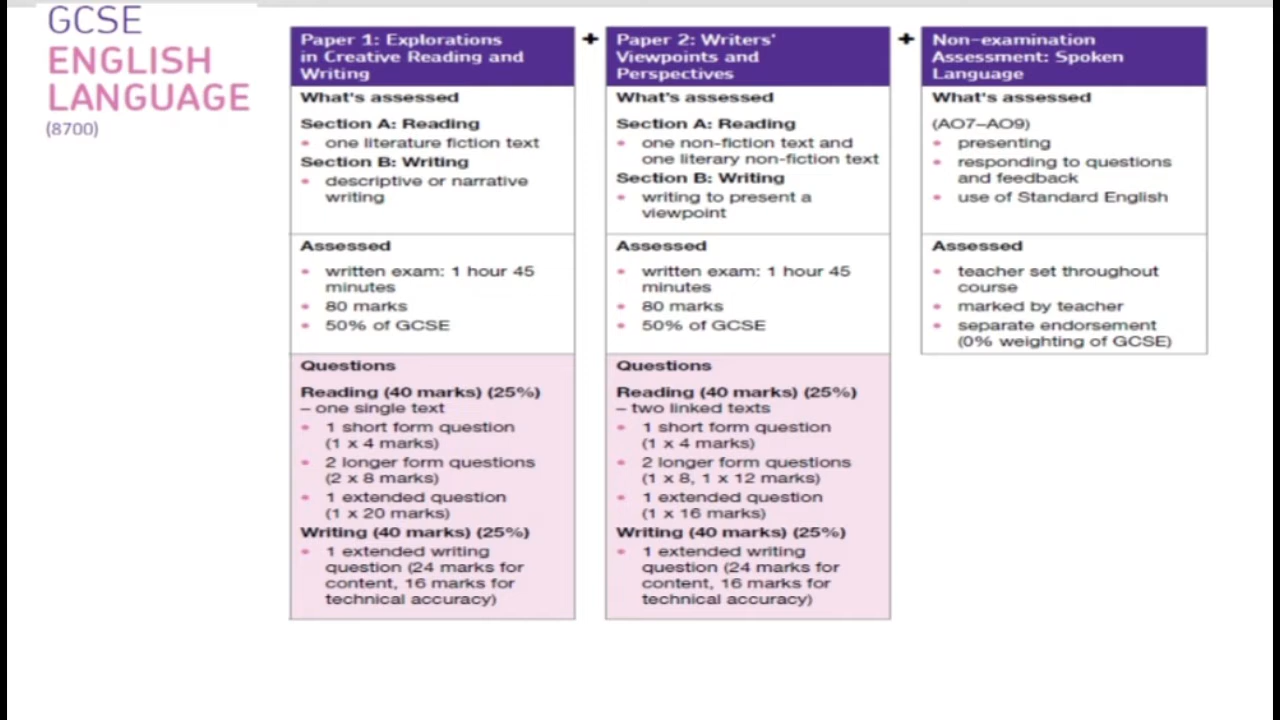 GCSE
ENGLISH
LANGUAGE
(8700)
Paper 1: Explorations
in Creative Reading and
Writing
What's assessed
Section A: Reading
• one literature fiction text
Section B: Writing
• descriptive or narrative
writing
Assessed
• written exam: 1 hour 45
minutes
• 80 marks
• 50% of GCSE
Questions
Reading (40 marks) (25%)
– one single text
• 1 short form question
(1 x 4 marks)
• 2 longer form questions
(2 x 8 marks)
• 1 extended question
(1 x 20 marks)
Writing (40 marks) (25%)
• 1 extended writing
question (24 marks for
content, 16 marks for
technical accuracy)
+
Paper 2: Writers'
Viewpoints and
Perspectives
What's assessed
Section A: Reading
• one non-fiction text and
one literary non-fiction text
Section B: Writing
• writing to present a
viewpoint
Assessed
• written exam: 1 hour 45
minutes
• 80 marks
• 50% of GCSE
Questions
Reading (40 marks) (25%)
– two linked texts
• 1 short form question
(1 x 4 marks)
• 2 longer form questions
(1 x 8, 1 x 12 marks)
• 1 extended question
(1 x 16 marks)
Writing (40 marks) (25%)
• 1 extended writing
question (24 marks for
content, 16 marks for
technical accuracy)
+
Non-examination
Assessment: Spoken
Language
What's assessed
(AO7–AO9)
• presenting
• responding to questions
and feedback
• use of Standard English
Assessed
• teacher set throughout
course
• marked by teacher
• separate endorsement
(0% weighting of GCSE)